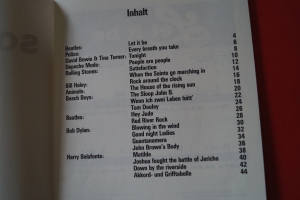 Inhalt
Beatles: Let it be 4
Police: Every breath you take 6
David Bowie & Tina Turner: Tonight 8
Depeche Mode: People are people 10
Rolling Stones: Satisfaction 12
When the Saints go marching in 14
Bill Haley: Rock around the clock 16
Animals: The House of the rising sun 18
Beach Boys: The Sloop John B. 20
Wenn ich zwei Leben hätt' 22
Tom Dooley 24
Beatles: Hey Jude 26
Red River Rock 28
Bob Dylan: Blowing in the wind 30
Good night Ladies 32
Guantanamera 34
John Brown's Body 36
Harry Belafonte: Matilda 38
Joshua fought the battle of Jericho 40
Down by the riverside 42
Akkord- und Grifftabelle 44